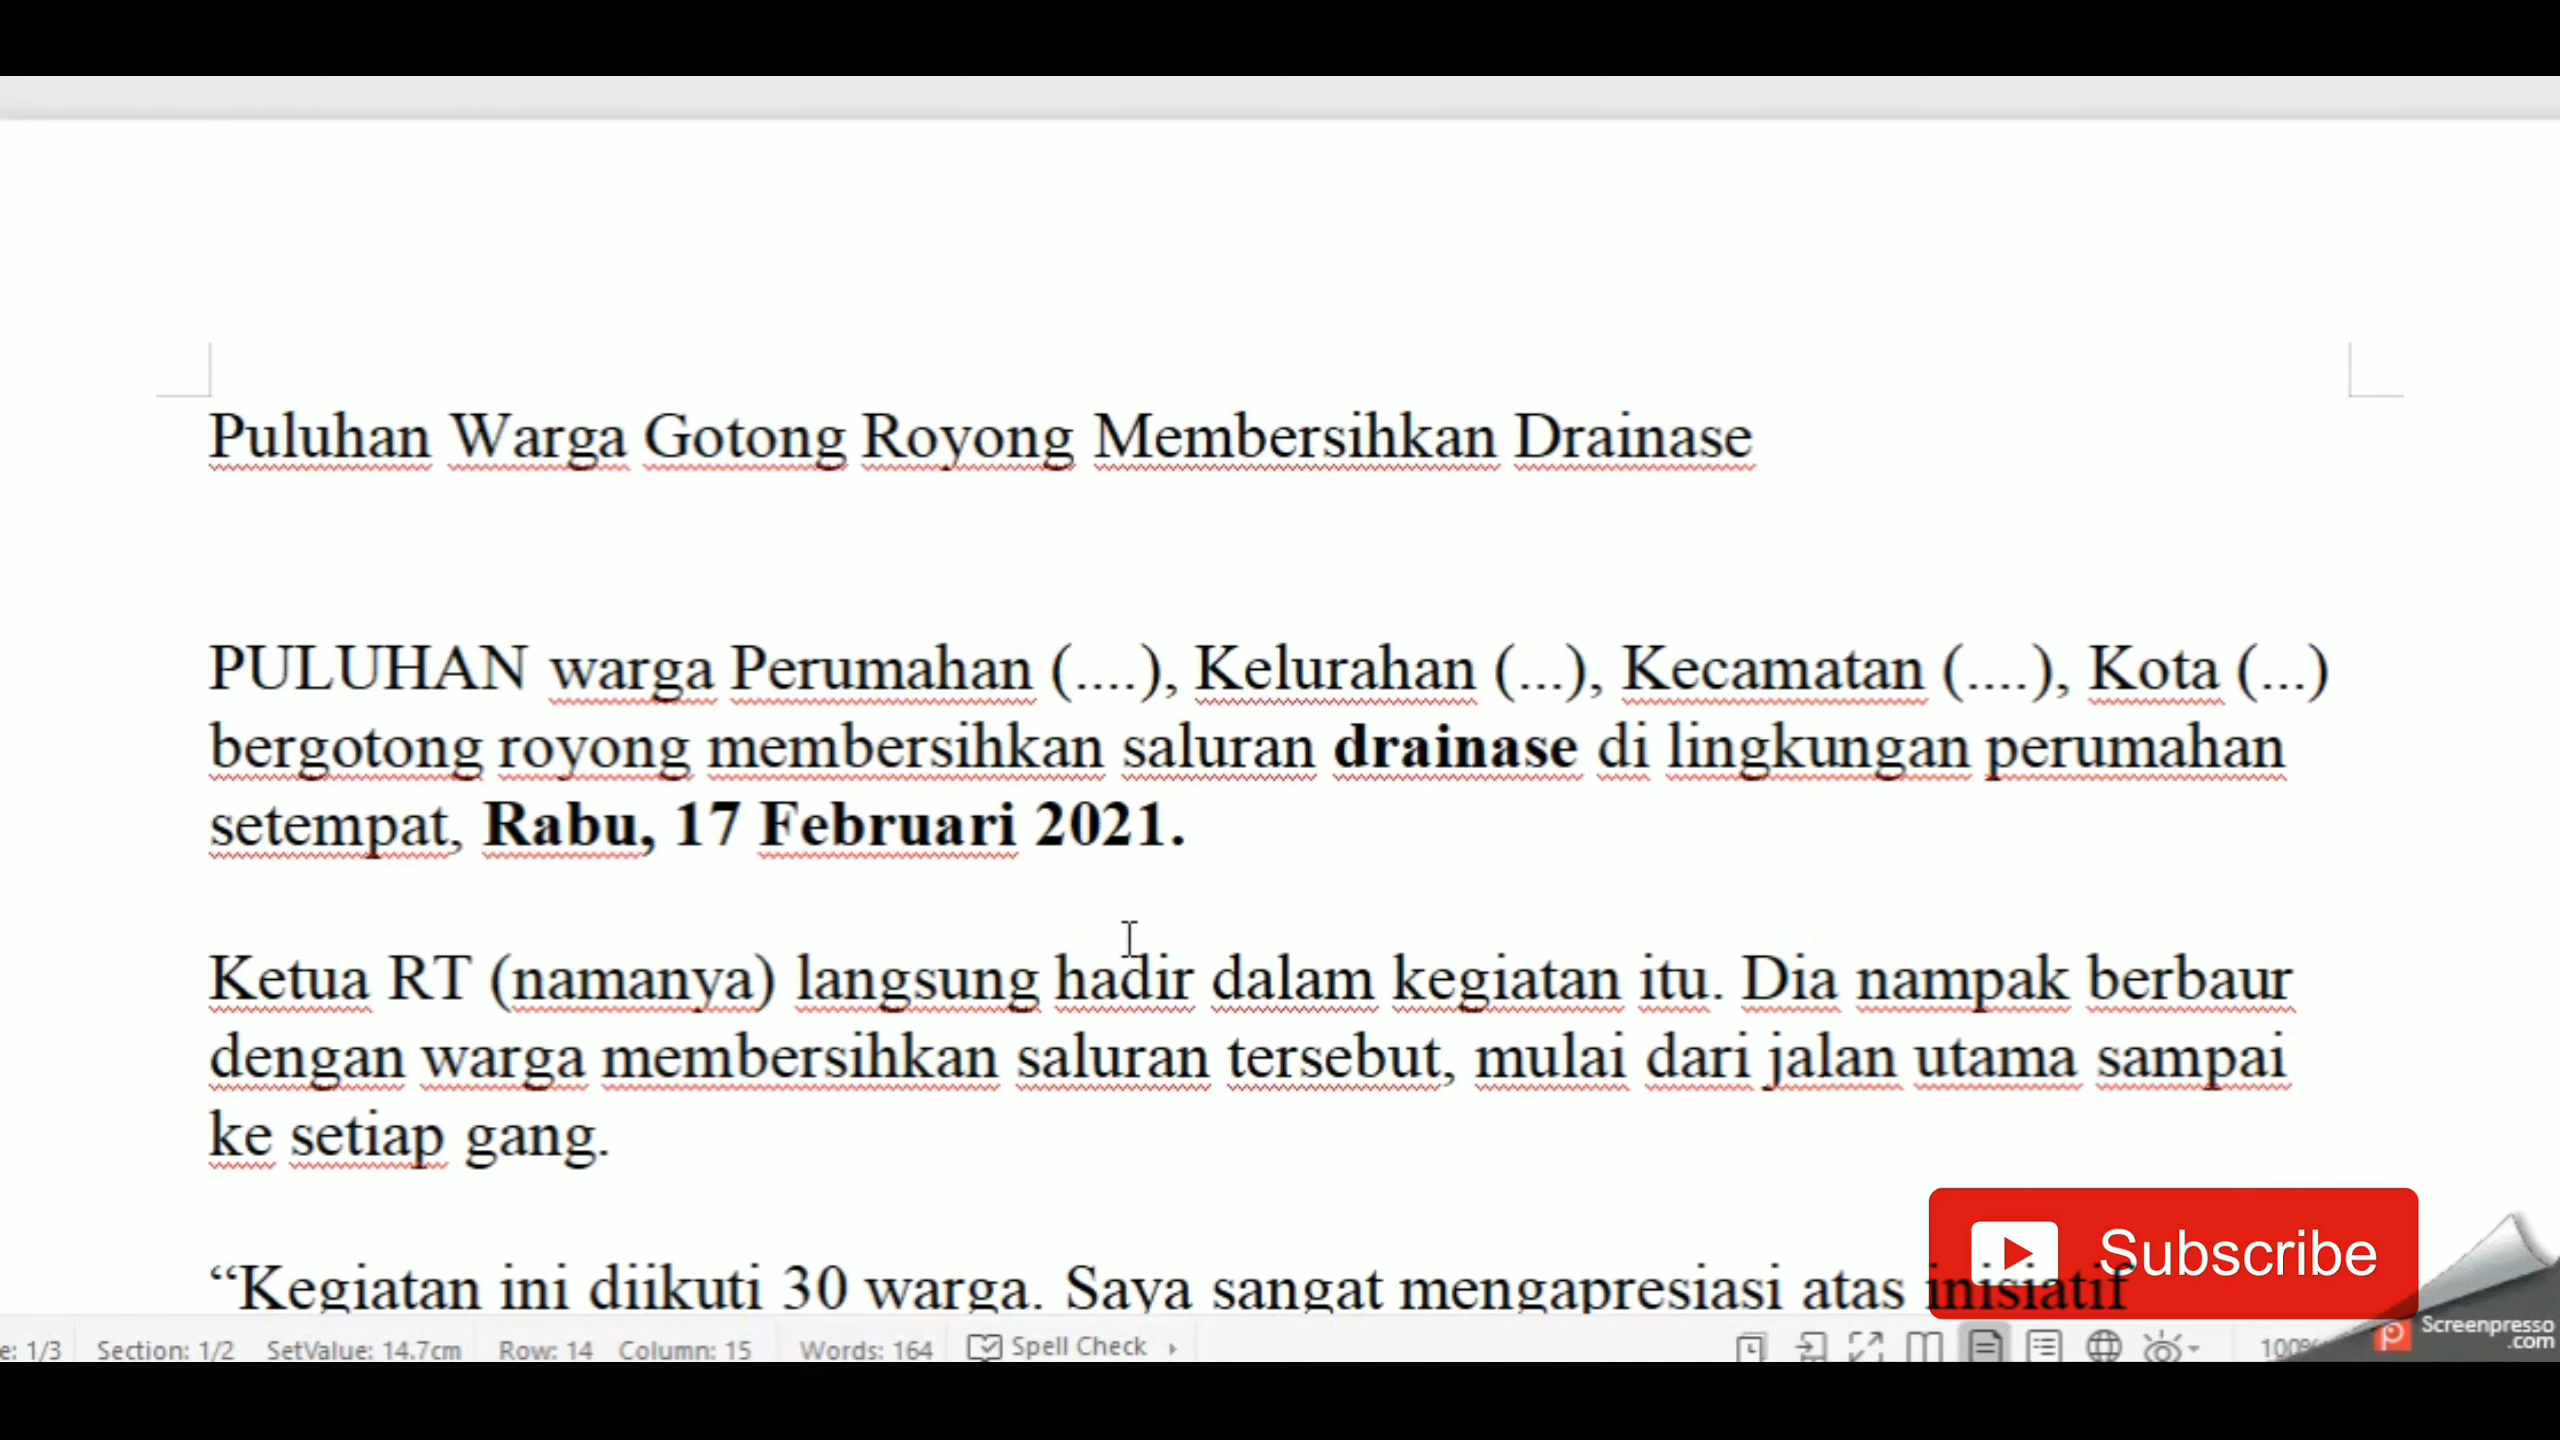 Puluhan Warga Gotong Royong Membersihkan Drainase
PULUHAN warga Perumahan (....), Kelurahan (...), Kecamatan (....), Kota (...)
bergotong royong membersihkan saluran drainase di lingkungan perumahan
setempat, Rabu, 17 Februari 2021.
Ketua RT (namanya) langsung hadir dalam kegiatan itu. Dia nampak berbaur
dengan warga membersihkan saluran tersebut, mulai dari jalan utama sampai
ke setiap gang.
“Kegiatan ini diikuti 30 warga. Saya sangat mengapresiasi atas inisiatif
Subscribe
Screenpresso
.com
e: 1/3 Section: 1/2 SetValue: 14.7cm Row: 14 Column: 15 Words: 164 Spell Check 100%